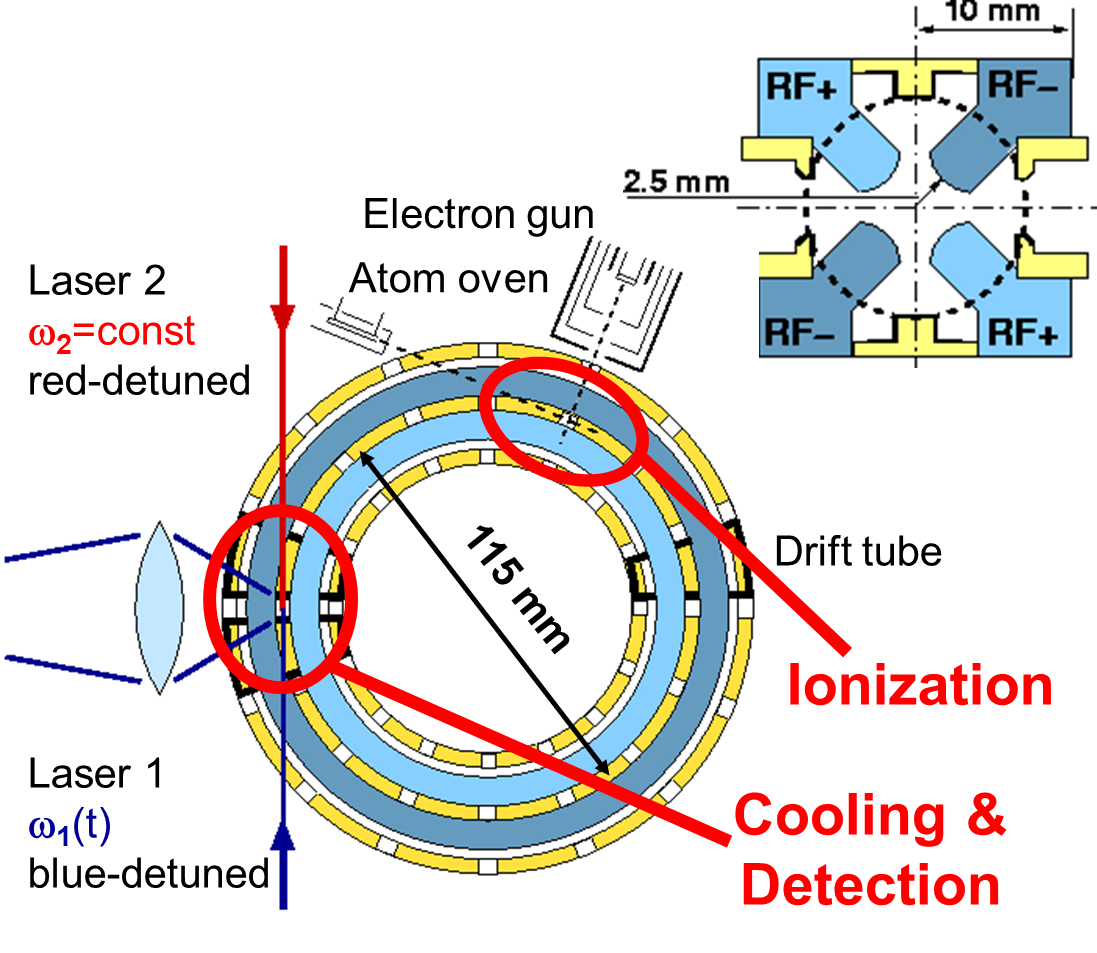 10 mm
RF+
RF–
2.5 mm
RF–
RF+
Electron gun
Atom oven
Laser 2
ω2=const
red-detuned
115 mm
Drift tube
Ionization
Laser 1
ω1(t)
blue-detuned
Cooling &
Detection